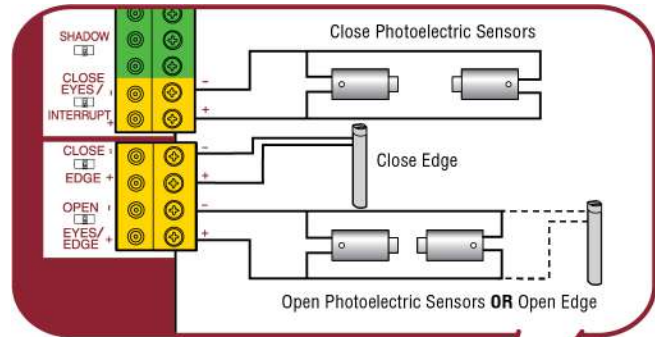 SHADOW
Close Photoelectric Sensors
CLOSE
EYES/ -
INTERRUPT +
-
+
CLOSE -
EDGE +
-
+
Close Edge
OPEN -
EYES/
EDGE +
-
+
Open Photoelectric Sensors OR Open Edge